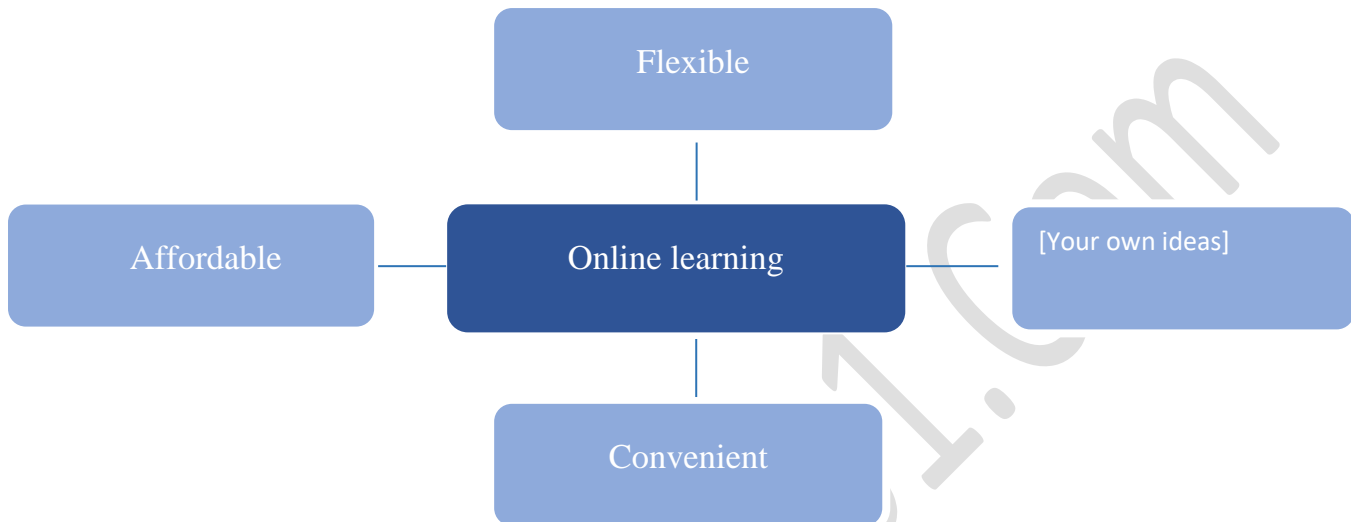 Flexible
Affordable
Online learning
[Your own ideas]
Convenient